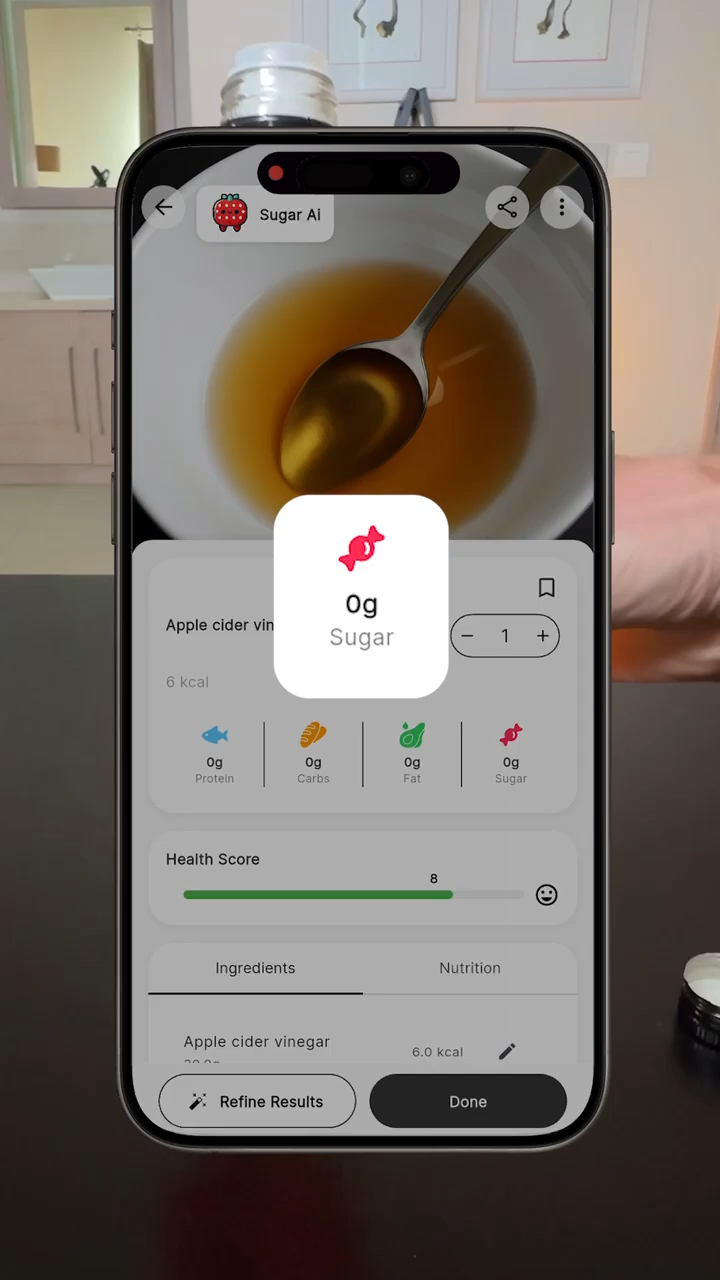 Sugar Ai
0g
Sugar
Apple cider vin
1
6 kcal
0g
Protein
0g
Carbs
0g
Fat
0g
Sugar
Health Score
8
Ingredients
Nutrition
Apple cider vinegar
6.0 kcal
Refine Results
Done